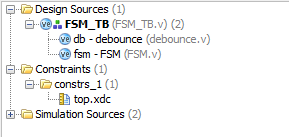 Design Sources (1)
FSM_TB (FSM_TB.v) (2)
db - debounce (debounce.v)
fsm - FSM (FSM.v)
Constraints (1)
constrs_1 (1)
top.xdc
Simulation Sources (2)